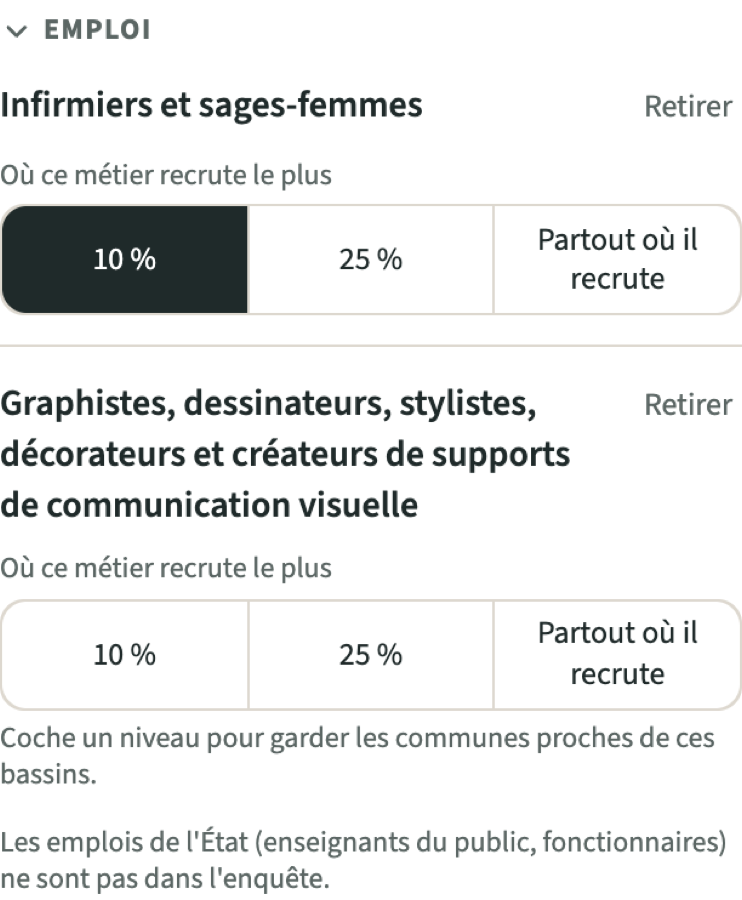 EMPLOI
Infirmiers et sages-femmes
Retirer
Où ce métier recrute le plus
10 %
25 %
Partout où il
recrute
Graphistes, dessinateurs, stylistes,
décorateurs et créateurs de supports
de communication visuelle
Retirer
Où ce métier recrute le plus
10 %
25 %
Partout où il
recrute
Coche un niveau pour garder les communes proches de ces
bassins.
Les emplois de l'État (enseignants du public, fonctionnaires)
ne sont pas dans l'enquête.